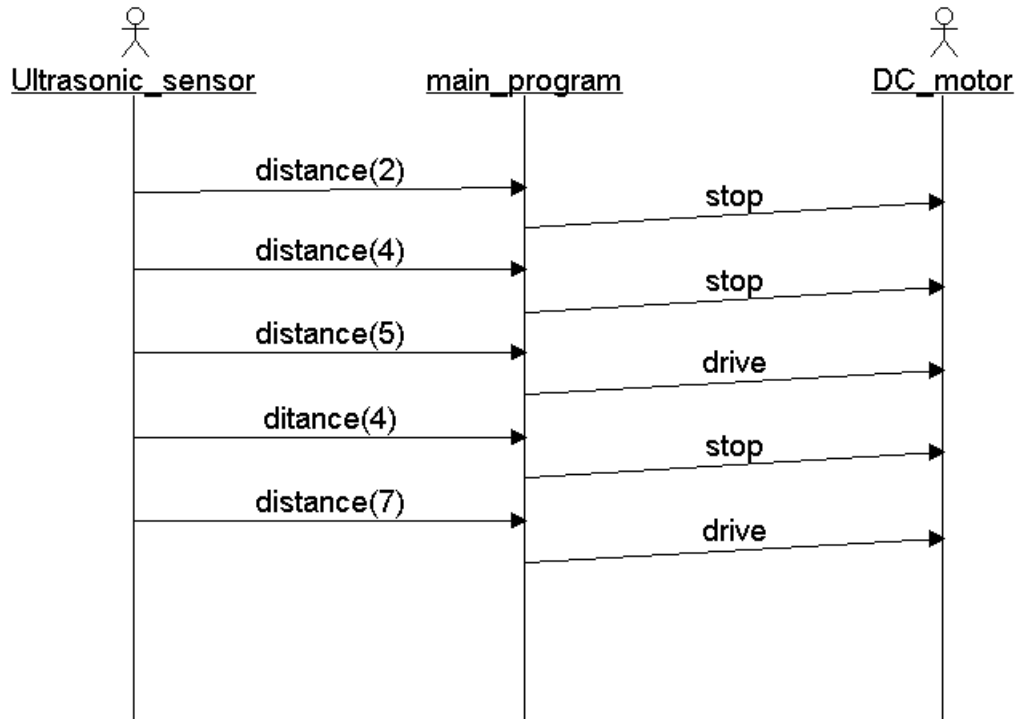 Ultrasonic_sensor main_program DC_motor
distance(2)
stop
distance(4)
stop
distance(5)
drive
ditance(4)
stop
distance(7)
drive